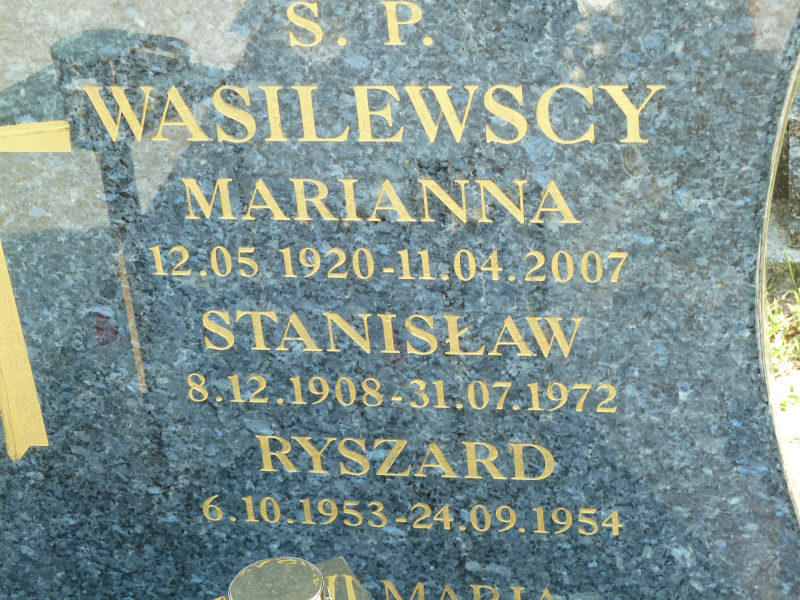 S. P.
WASILEWSCY
MARIANNA
12.05.1920-11.04.2007
STANISŁAW
8.12.1908-31.07.1972
RYSZARD
6.10.1953-24.09.1954
MARIA